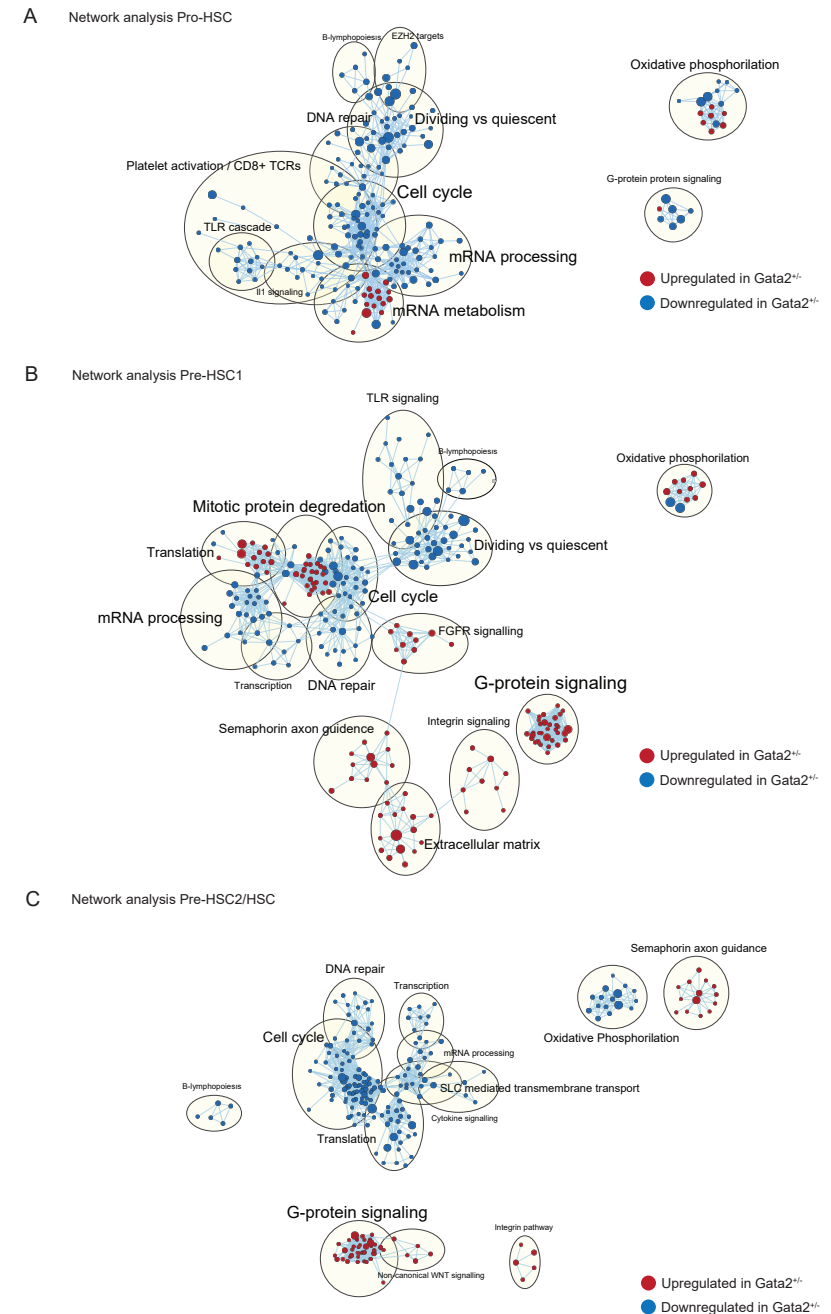 A
Network analysis Pro-HSC
B-lymphopoiesis
EZH2 targets
Oxidative phosphorilation
DNA repair
Dividing vs quiescent
Platelet activation / CD8+ TCRs
G-protein protein signaling
Cell cycle
TLR cascade
mRNA processing
Upregulated in Gata2+/-
Il1 signaling
Downregulated in Gata2+/-
mRNA metabolism
B
Network analysis Pre-HSC1
TLR signaling
B-lymphopoiesis
Oxidative phosphorilation
Mitotic protein degredation
Translation
Dividing vs quiescent
Cell cycle
mRNA processing
FGFR signalling
Transcription
DNA repair
G-protein signaling
Semaphorin axon guidence
Integrin signaling
Upregulated in Gata2+/-
Downregulated in Gata2+/-
Extracellular matrix
C
Network analysis Pre-HSC2/HSC
Semaphorin axon guidance
DNA repair
Transcription
Cell cycle
Oxidative Phosphorilation
mRNA processing
B-lymphopoiesis
SLC mediated transmembrane transport
Cytokine signalling
Translation
G-protein signaling
Integrin pathway
Non-canonical WNT signalling
Upregulated in Gata2+/-
Downregulated in Gata2+/-